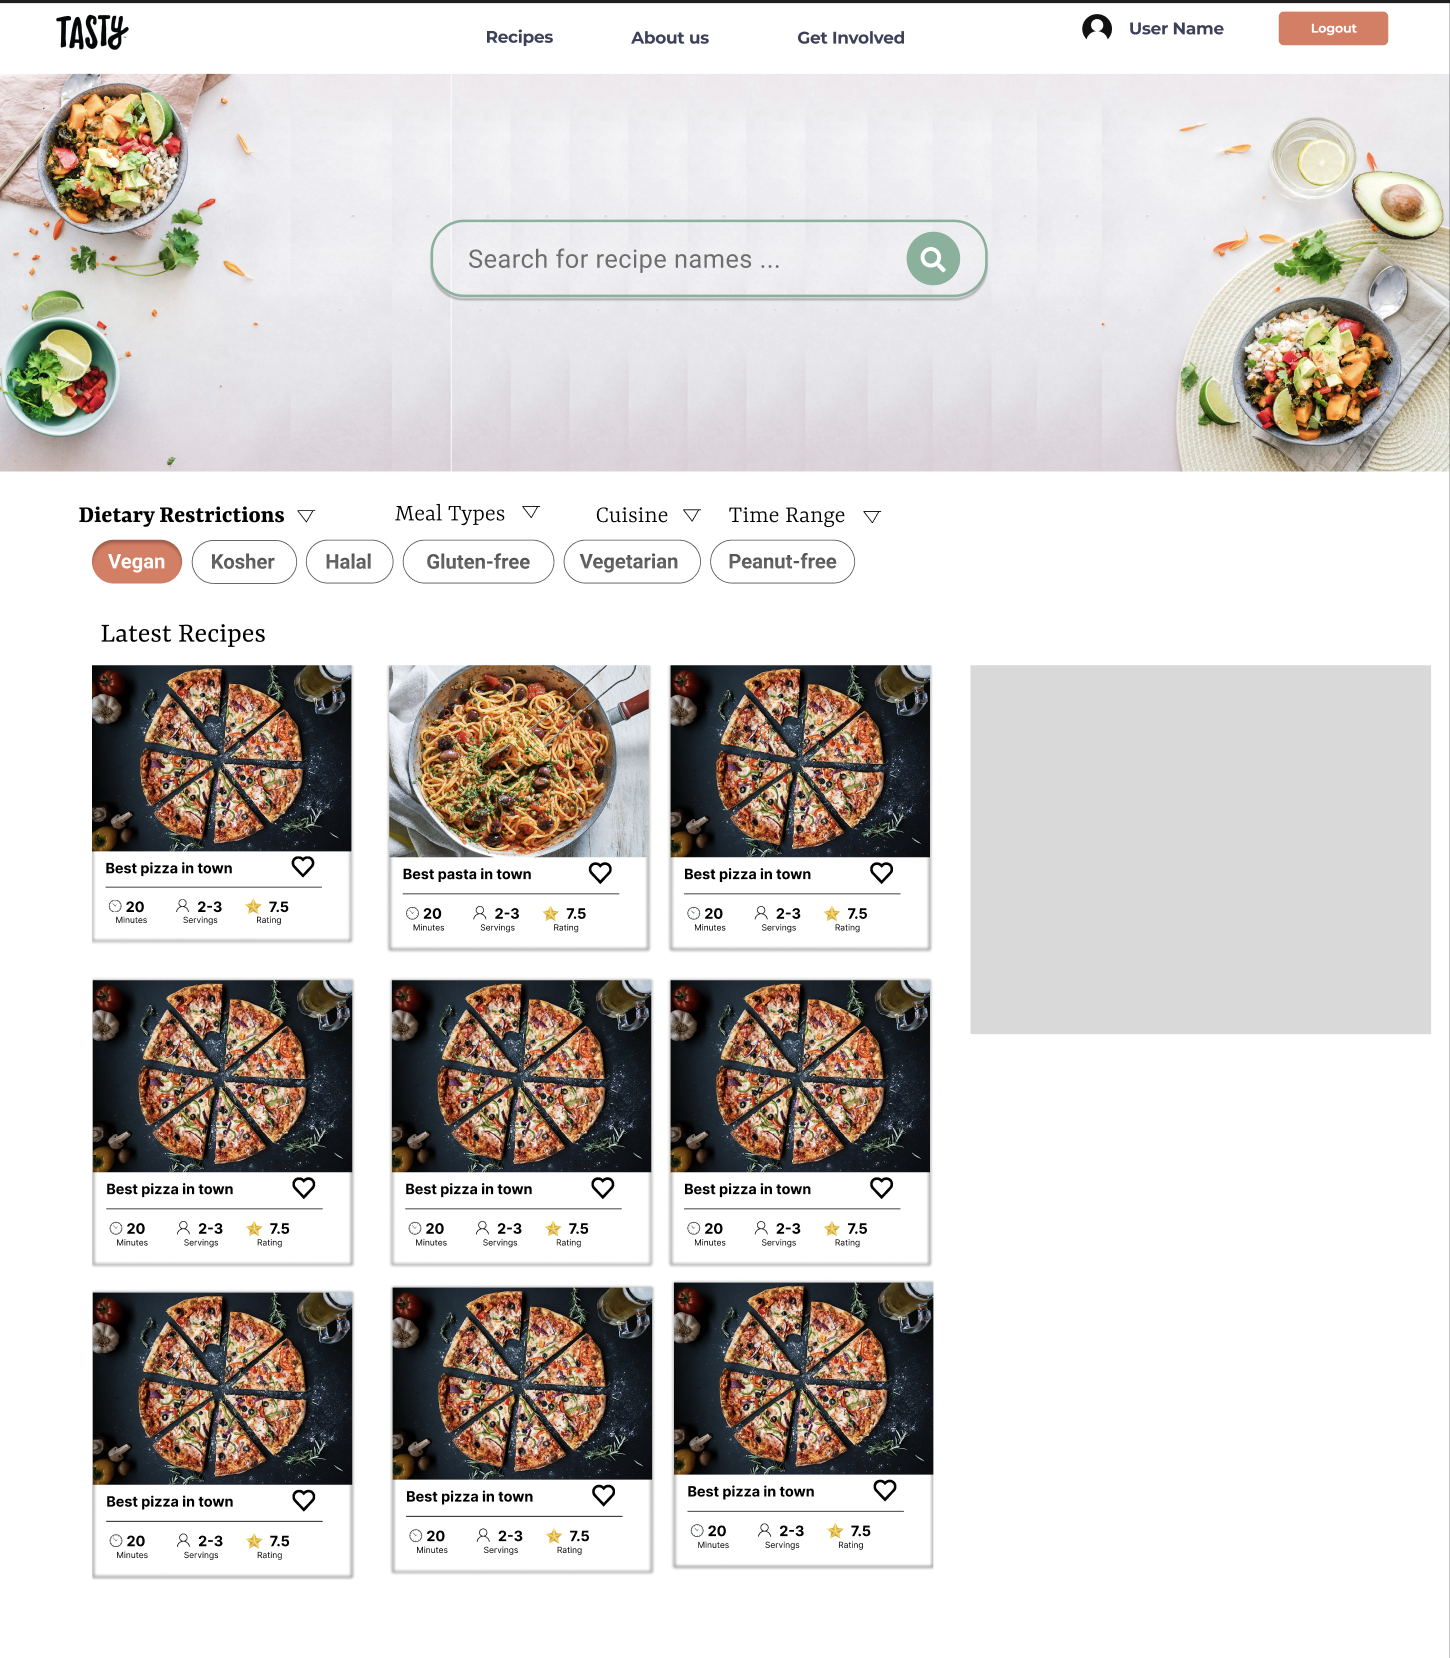 TASTY
Recipes
About us
Get Involved
User Name
Logout
Search for recipe names ...
Dietary Restrictions
Meal Types
Cuisine
Time Range
Vegan
Kosher
Halal
Gluten-free
Vegetarian
Peanut-free
Latest Recipes
Best pizza in town
20 2-3 7.5
Minutes Servings Rating
Best pasta in town
20 2-3 7.5
Minutes Servings Rating
Best pizza in town
20 2-3 7.5
Minutes Servings Rating
Best pizza in town
20 2-3 7.5
Minutes Servings Rating
Best pizza in town
20 2-3 7.5
Minutes Servings Rating
Best pizza in town
20 2-3 7.5
Minutes Servings Rating
Best pizza in town
20 2-3 7.5
Minutes Servings Rating
Best pizza in town
20 2-3 7.5
Minutes Servings Rating
Best pizza in town
20 2-3 7.5
Minutes Servings Rating